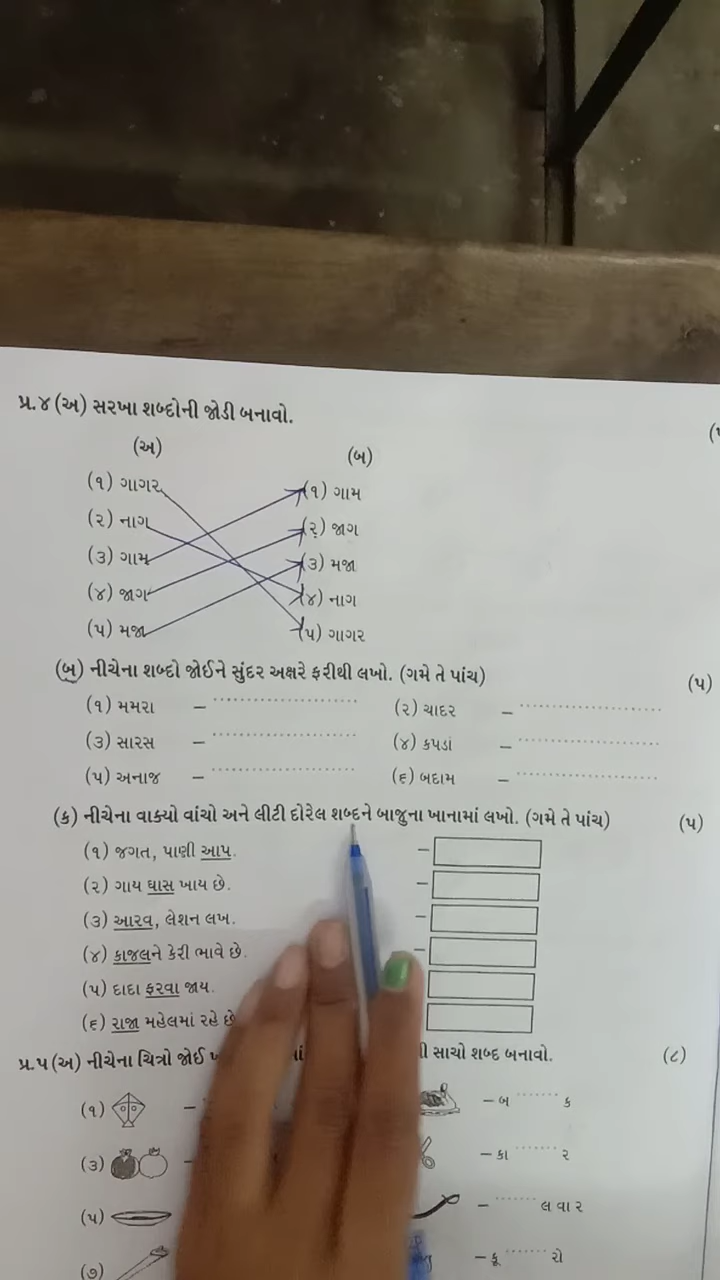 પ્ર.૪ (અ) સરખા શબ્દોની જોડી બનાવો.
(અ) (બ)
(૧) ગાગર (૧) ગામ
(૨) નાગ (૨) જાગ
(૩) ગામ (૩) મજા
(૪) જાગ (૪) નાગ
(૫) મજા (૫) ગાગર
(બ) નીચેના શબ્દો જોઈને સુંદર અક્ષરે ફરીથી લખો. (ગમે તે પાંચ) (૫)
(૧) મમરા – .................... (૨) ચાદર – ....................
(૩) સારસ – .................... (૪) કપડાં – ....................
(૫) અનાજ – .................... (૬) બદામ – ....................
(ક) નીચેના વાક્યો વાંચો અને લીટી દોરેલ શબ્દને બાજુના ખાનામાં લખો. (ગમે તે પાંચ) (૫)
(૧) જગત, પાણી આપ. –
(૨) ગાય ઘાસ ખાય છે. –
(૩) આરવ, લેશન લખ. –
(૪) કાજલને કેરી ભાવે છે. –
(૫) દાદા ફરવા જાય.
(૬) રાજા મહેલમાં રહે છે
પ્ર.૫ (અ) નીચેના ચિત્રો જોઈ સાચો શબ્દ બનાવો. (૮)
(૧) – – બ ....... ક
(૩) – – કા ....... ર
(૫) – ....... લ વા ર
(૭) – કૂ ....... રો